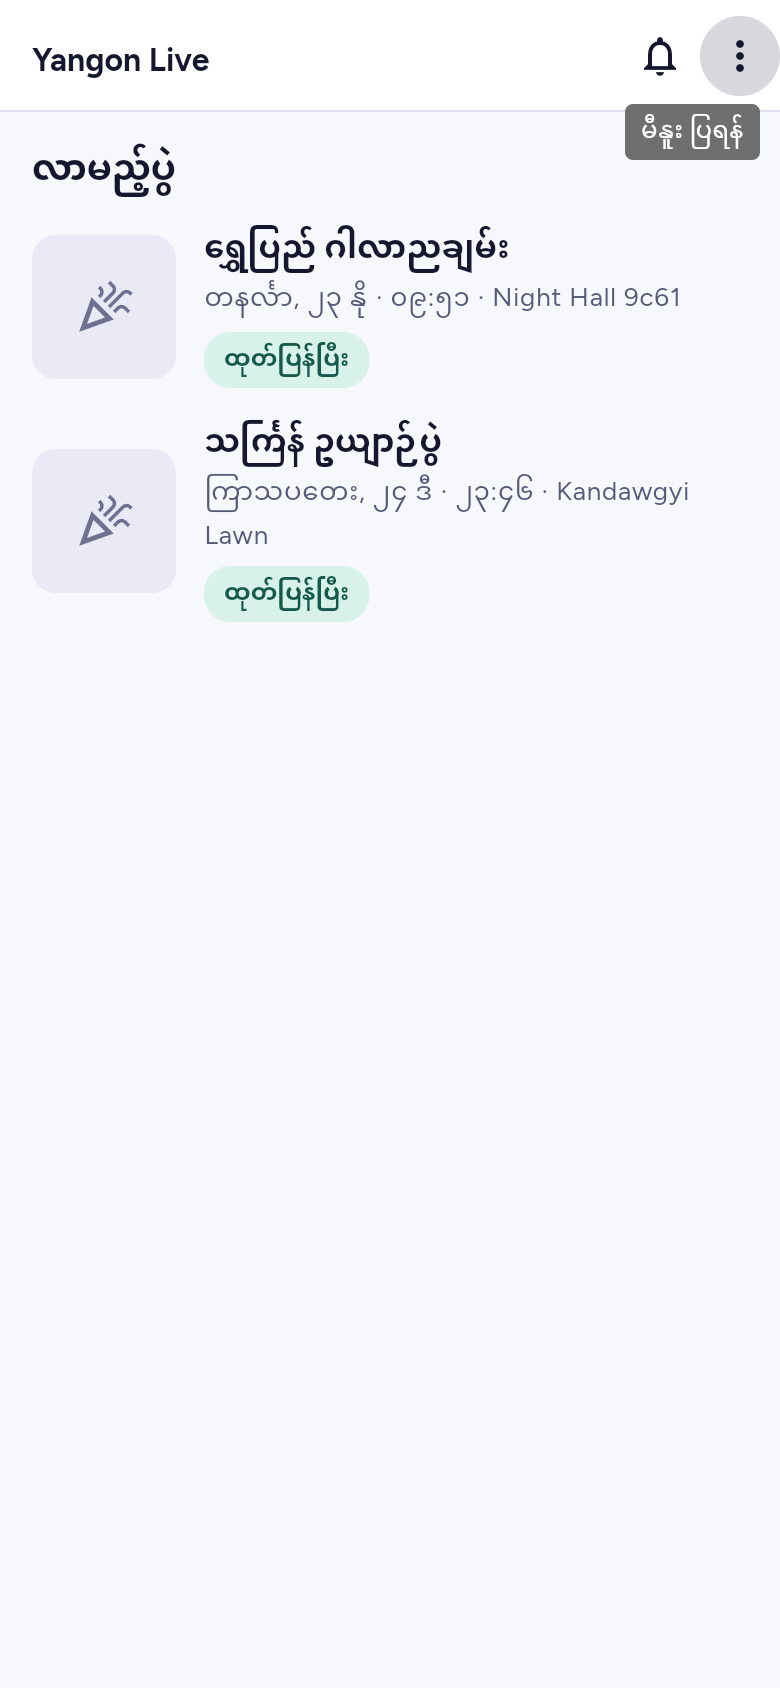 Yangon Live
မီနူး ပြရန်
လာမည့်ပွဲ
ရွှေပြည် ဂါလာညချမ်း
တနင်္လာ, ၂၃ နို · ၀၉:၅၁ · Night Hall 9c61
ထုတ်ပြန်ပြီး
သင်္ကြန် ဥယျာဉ်ပွဲ
ကြာသပတေး, ၂၄ ဒီ · ၂၃:၄၆ · Kandawgyi
Lawn
ထုတ်ပြန်ပြီး